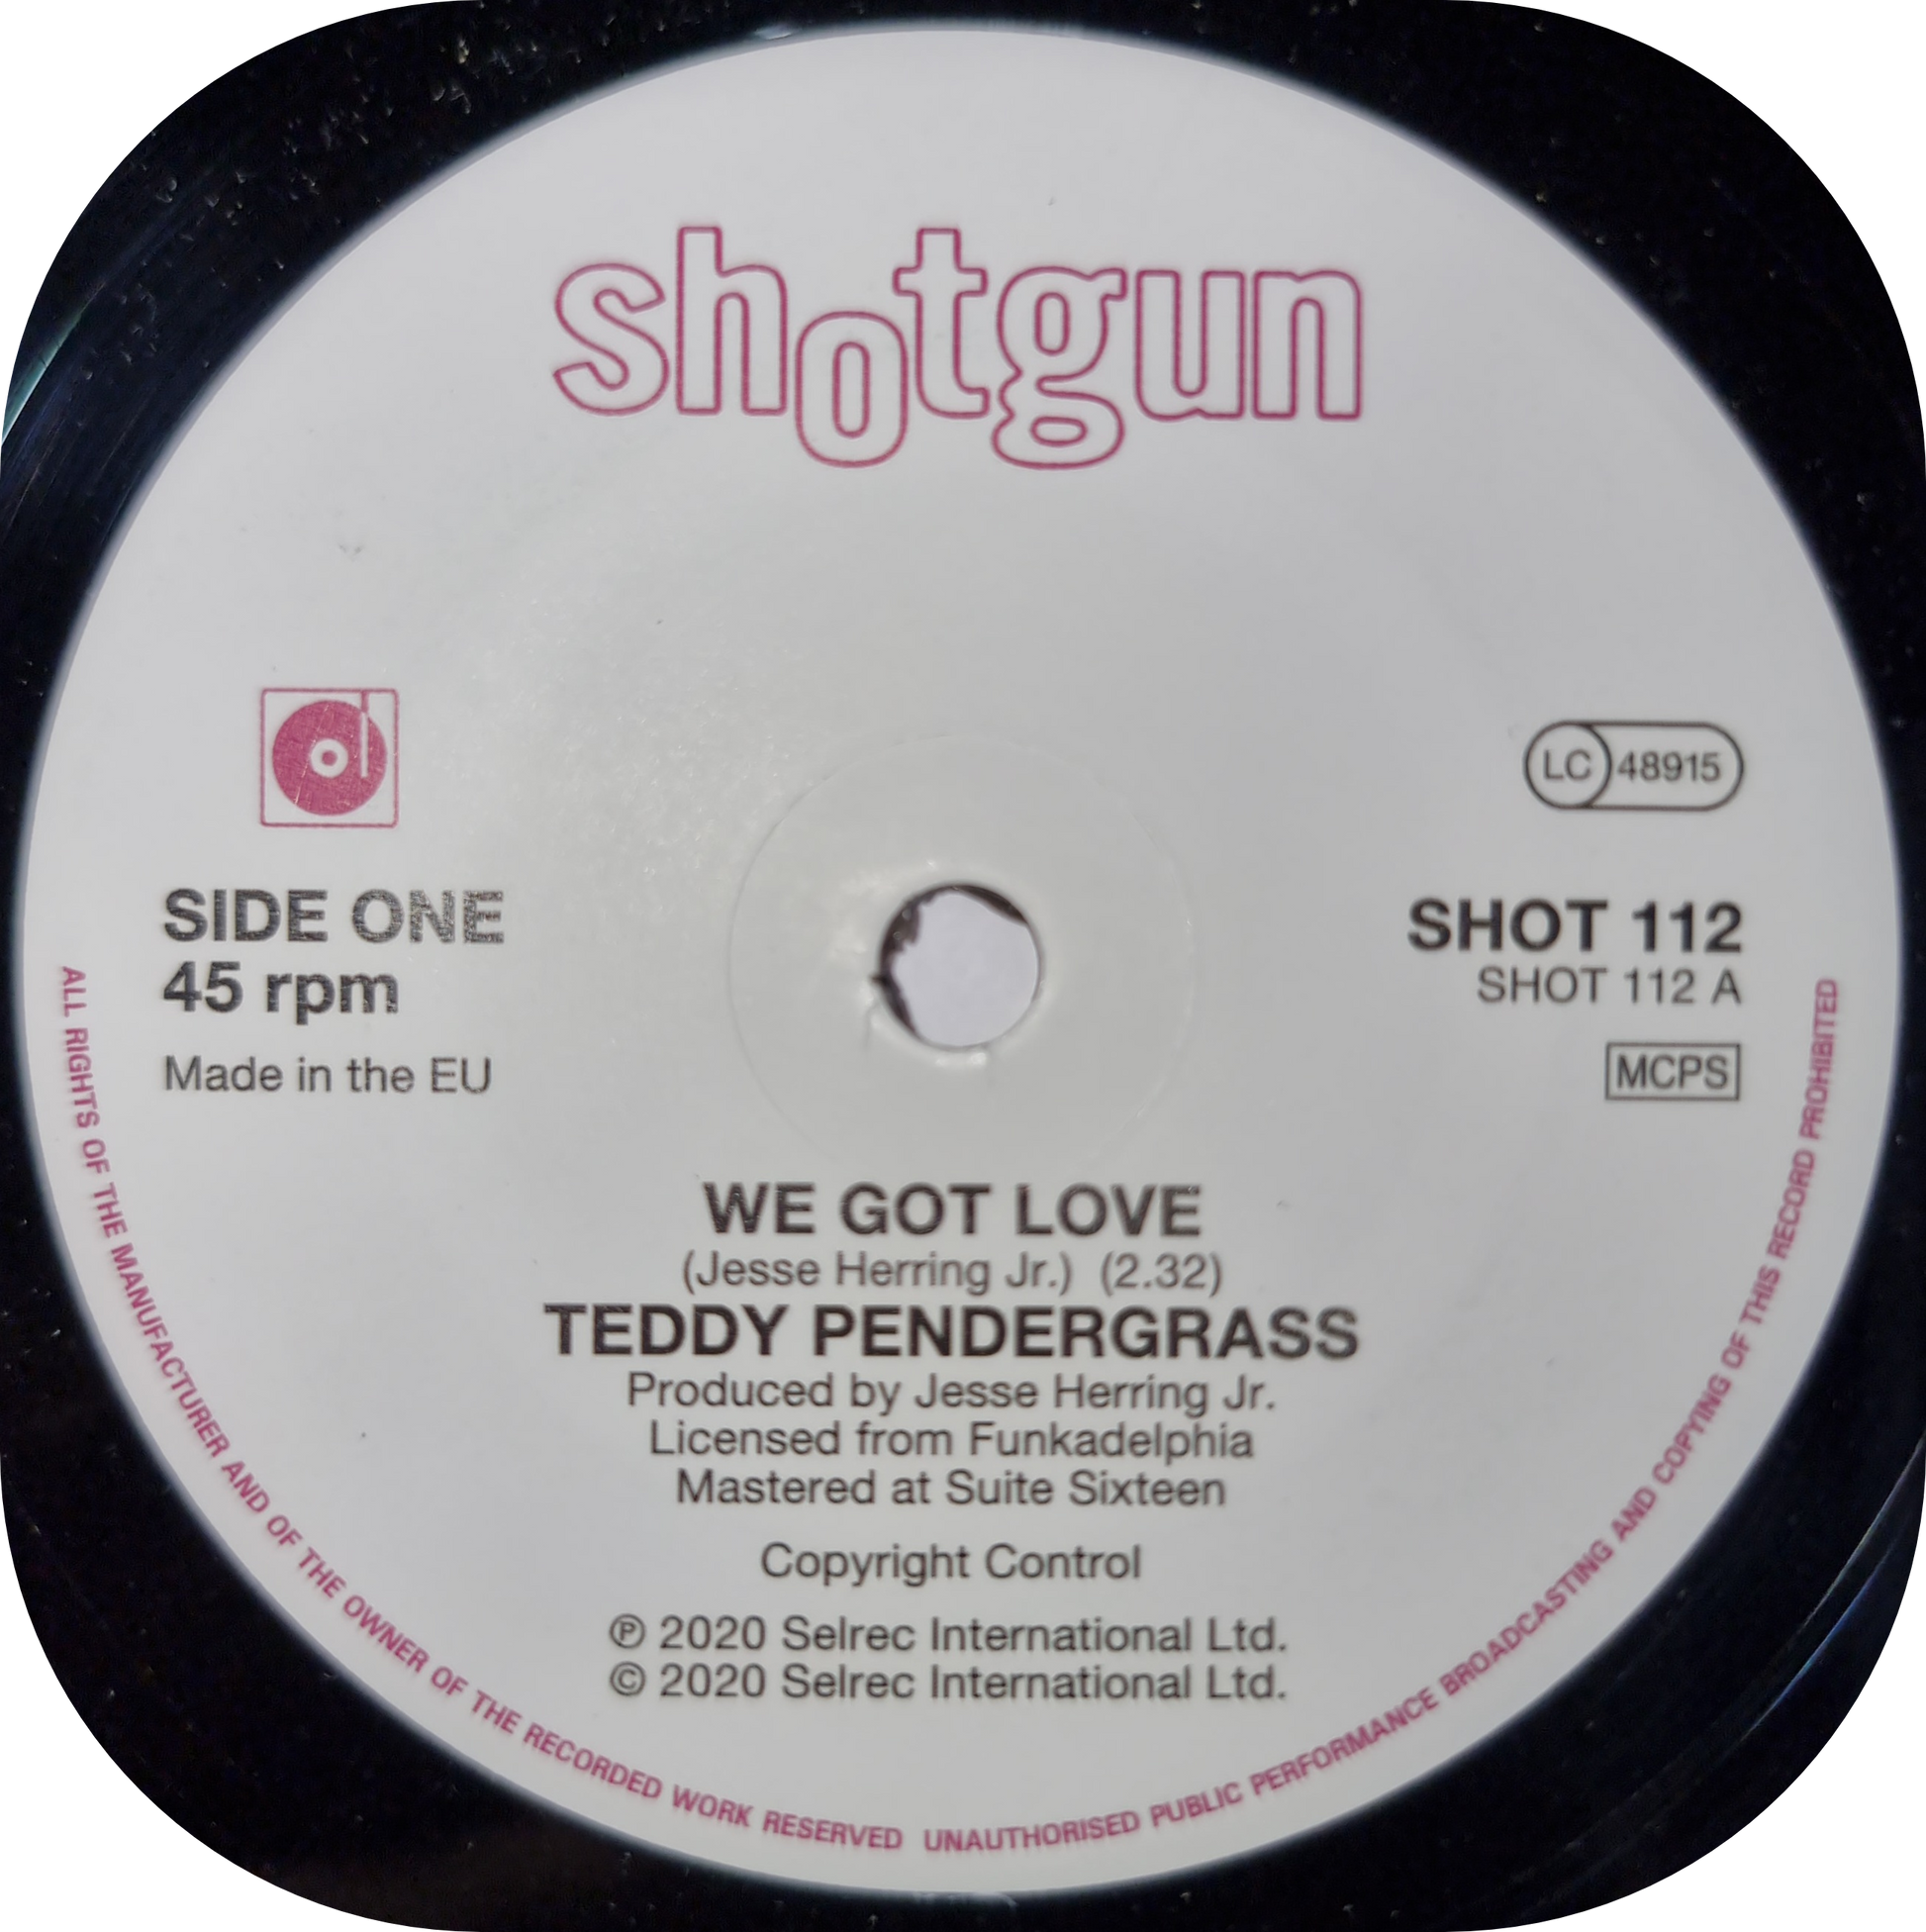 shotgun
LC 48915
SIDE ONE
45 rpm
Made in the EU
SHOT 112
SHOT 112 A
MCPS
WE GOT LOVE
(Jesse Herring Jr.) (2.32)
TEDDY PENDERGRASS
Produced by Jesse Herring Jr.
Licensed from Funkadelphia
Mastered at Suite Sixteen
Copyright Control
℗ 2020 Selrec International Ltd.
© 2020 Selrec International Ltd.
ALL RIGHTS OF THE MANUFACTURER AND OF THE OWNER OF THE RECORDED WORK RESERVED UNAUTHORISED PUBLIC PERFORMANCE BROADCASTING AND COPYING OF THIS RECORD PROHIBITED